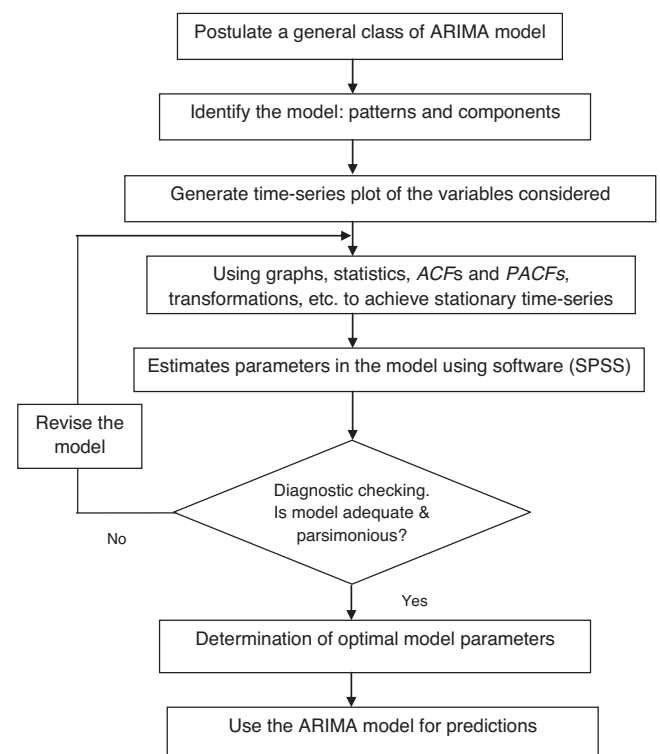 Postulate a general class of ARIMA model
Identify the model: patterns and components
Generate time-series plot of the variables considered
Using graphs, statistics, ACFs and PACFs,
transformations, etc. to achieve stationary time-series
Estimates parameters in the model using software (SPSS)
Revise the
model
Diagnostic checking.
Is model adequate &
parsimonious?
No
Yes
Determination of optimal model parameters
Use the ARIMA model for predictions